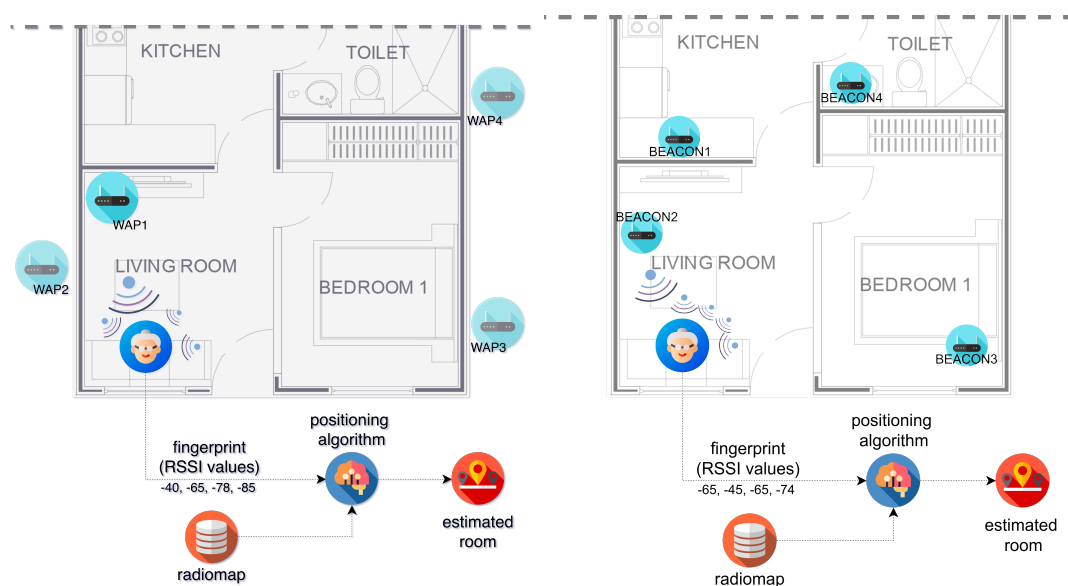 KITCHEN
TOILET
WAP4
WAP1
LIVING ROOM
WAP2
BEDROOM 1
WAP3
positioning
algorithm
fingerprint
(RSSI values)
-40, -65, -78, -85
estimated
room
radiomap
KITCHEN
TOILET
BEACON4
BEACON1
BEACON2
LIVING ROOM
BEDROOM 1
BEACON3
positioning
algorithm
fingerprint
(RSSI values)
-65, -45, -65, -74
estimated
room
radiomap